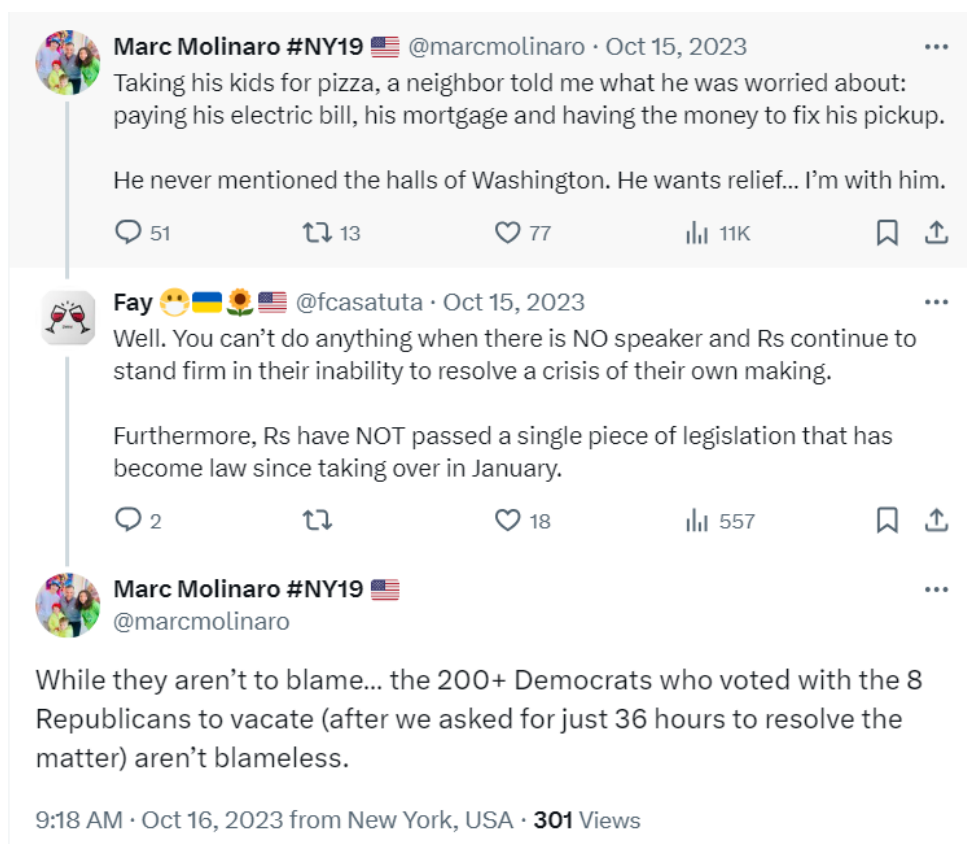 Marc Molinaro #NY19 🇺🇸 @marcmolinaro · Oct 15, 2023
Taking his kids for pizza, a neighbor told me what he was worried about:
paying his electric bill, his mortgage and having the money to fix his pickup.
He never mentioned the halls of Washington. He wants relief... I’m with him.
51 13 77 11K
Fay 😷🇺🇦🌻🇺🇸 @fcasatuta · Oct 15, 2023
Well. You can’t do anything when there is NO speaker and Rs continue to
stand firm in their inability to resolve a crisis of their own making.
Furthermore, Rs have NOT passed a single piece of legislation that has
become law since taking over in January.
2 18 557
Marc Molinaro #NY19 🇺🇸
@marcmolinaro
While they aren’t to blame... the 200+ Democrats who voted with the 8
Republicans to vacate (after we asked for just 36 hours to resolve the
matter) aren’t blameless.
9:18 AM · Oct 16, 2023 from New York, USA · 301 Views